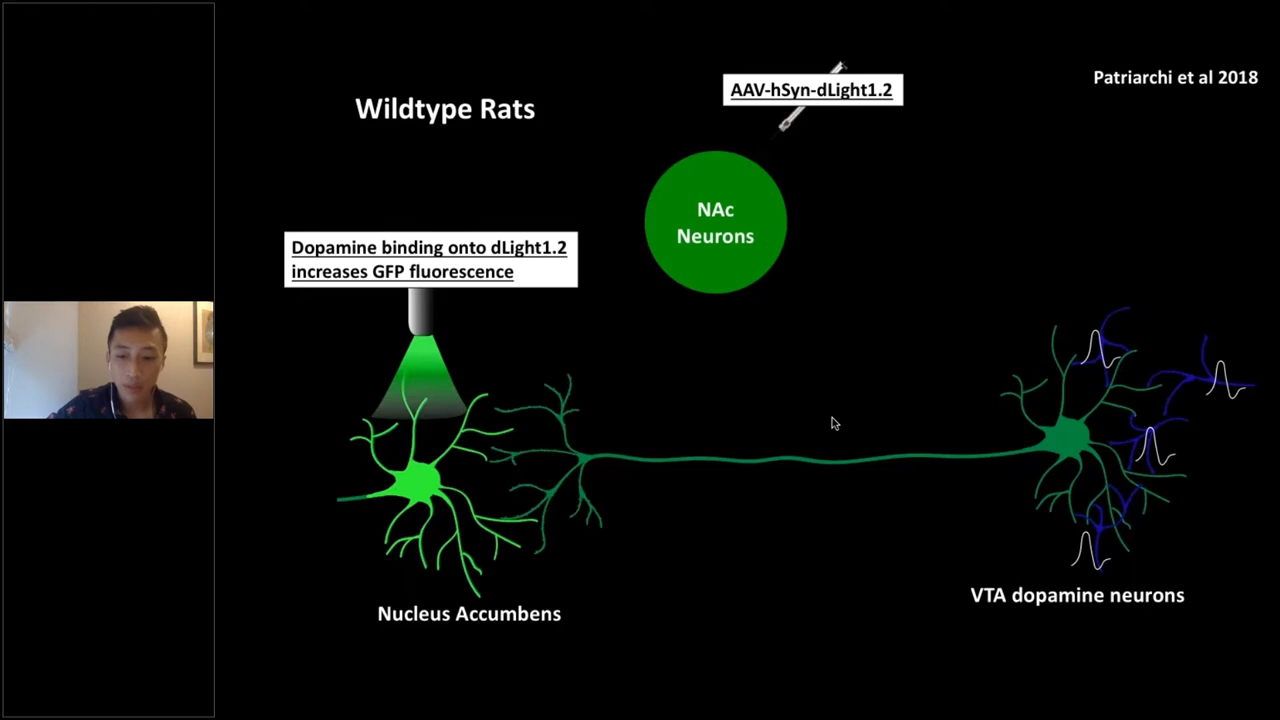 Patriarchi et al 2018
AAV-hSyn-dLight1.2
Wildtype Rats
NAc
Neurons
Dopamine binding onto dLight1.2
increases GFP fluorescence
Nucleus Accumbens
VTA dopamine neurons